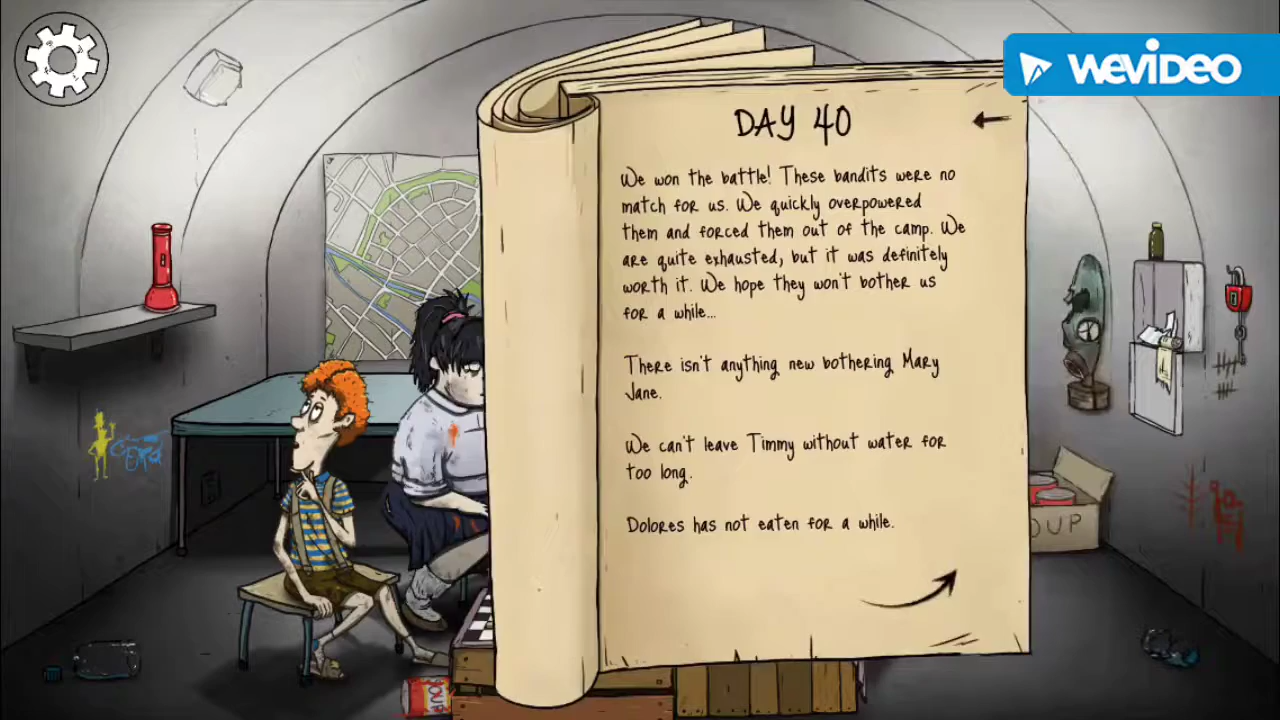 WEVIDEO
DAY 40
We won the battle! These bandits were no
match for us. We quickly overpowered
them and forced them out of the camp. We
are quite exhausted, but it was definitely
worth it. We hope they won't bother us
for a while...
There isn't anything new bothering Mary
Jane.
We can't leave Timmy without water for
too long.
Dolores has not eaten for a while.
OUP
SOUP